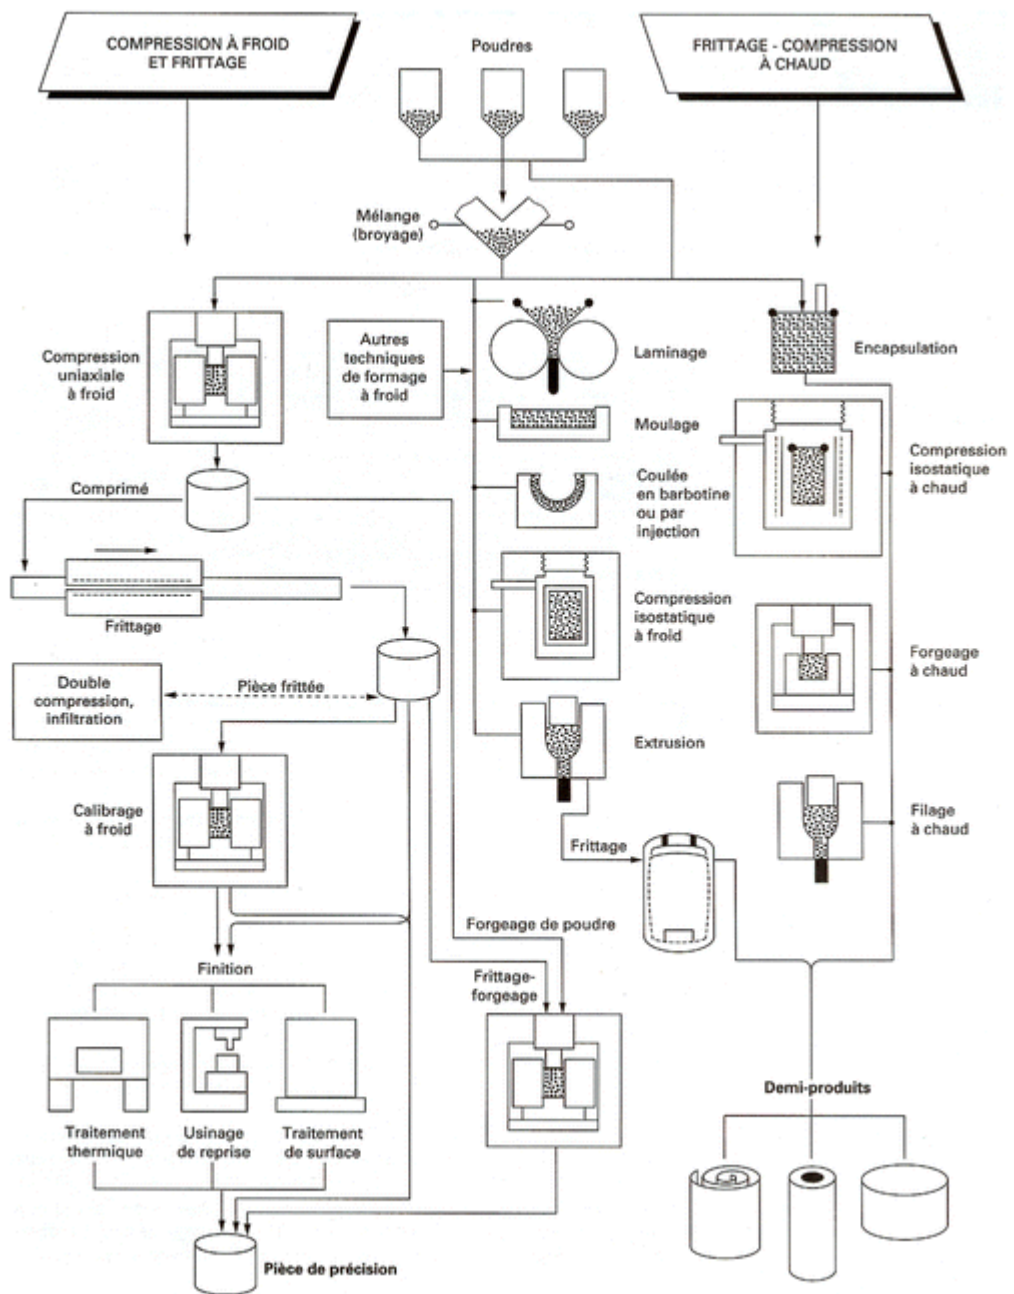 COMPRESSION À FROID
ET FRITTAGE
Poudres
FRITTAGE - COMPRESSION
À CHAUD
Mélange
(broyage)
Compression
uniaxiale
à froid
Autres
techniques
de formage
à froid
Laminage
Encapsulation
Moulage
Compression
isostatique
à chaud
Comprimé
Coulée
en barbotine
ou par
injection
Frittage
Compression
isostatique
à froid
Forgeage
à chaud
Double
compression,
infiltration
Pièce frittée
Extrusion
Calibrage
à froid
Filage
à chaud
Frittage
Forgeage de poudre
Finition
Frittage-
forgeage
Traitement
thermique
Usinage
de reprise
Traitement
de surface
Demi-produits
Pièce de précision